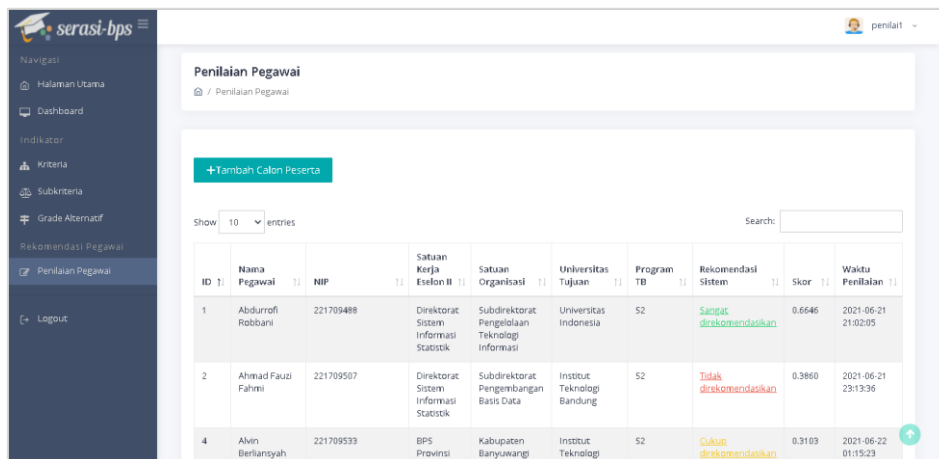 serasi-bps
penilai1
Navigasi
Halaman Utama
Dashboard
Indikator
Kriteria
Subkriteria
Grade Alternatif
Rekomendasi Pegawai
Penilaian Pegawai
Logout
Penilaian Pegawai
/ Penilaian Pegawai
+Tambah Calon Peserta
Show 10 entries
Search:
ID
Nama
Pegawai
NIP
Satuan
Kerja
Eselon II
Satuan
Organisasi
Universitas
Tujuan
Program
TB
Rekomendasi
Sistem
Skor
Waktu
Penilaian
1
Abdurrofi
Robbani
221709488
Direktorat
Sistem
Informasi
Statistik
Subdirektorat
Pengelolaan
Teknologi
Informasi
Universitas
Indonesia
S2
Sangat
direkomendasikan
0.6646
2021-06-21
21:02:05
2
Ahmad Fauzi
Fahmi
221709507
Direktorat
Sistem
Informasi
Statistik
Subdirektorat
Pengembangan
Basis Data
Institut
Teknologi
Bandung
S2
Tidak
direkomendasikan
0.3860
2021-06-21
23:13:36
4
Alvin
Berliansyah
221709533
BPS
Provinsi
Kabupaten
Banyuwangi
Institut
Teknologi
S2
Cukup
direkomendasikan
0.3103
2021-06-22
01:15:23